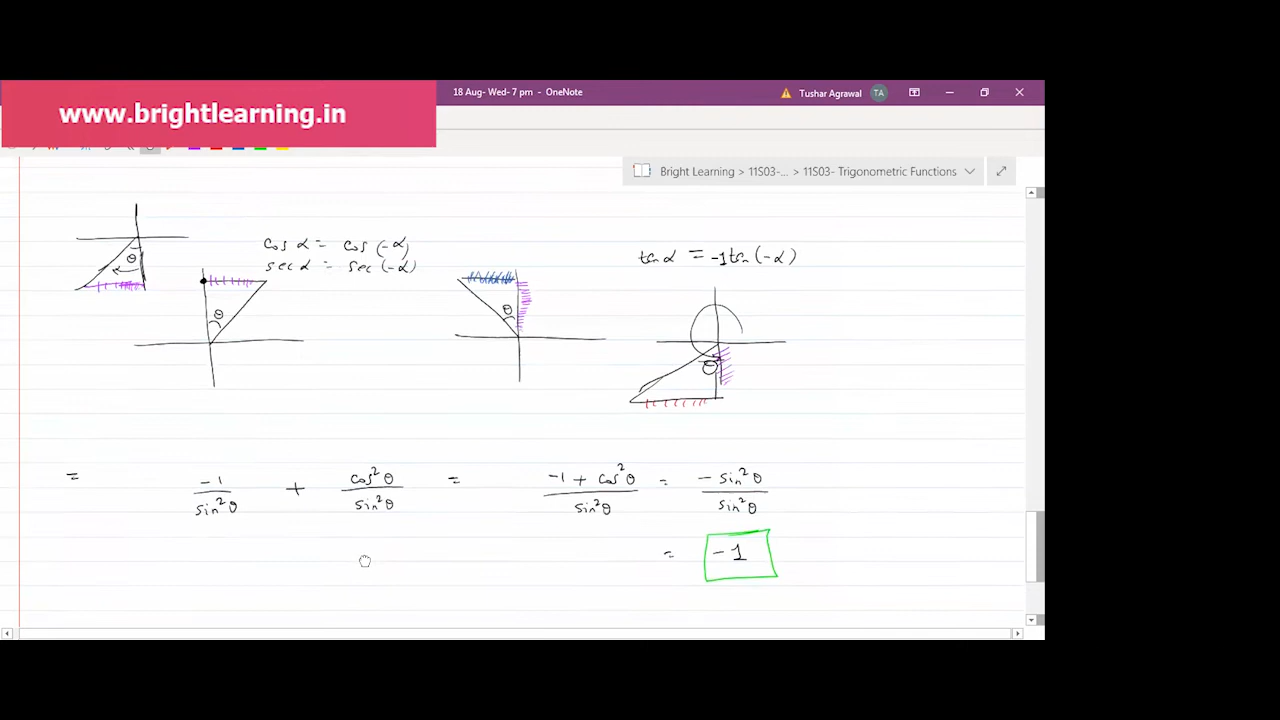 www.brightlearning.in
18 Aug- Wed- 7 pm - OneNote
Tushar Agrawal
TA
Bright Learning > 11S03-... > 11S03- Trigonometric Functions
cos α = cos (-α)
sec α = sec (-α)
tan α = -1 tan (-α)
θ
θ
θ
θ
= -1/sin²θ + cos²θ/sin²θ = -1 + cos²θ/sin²θ = - sin²θ/sin²θ
= -1